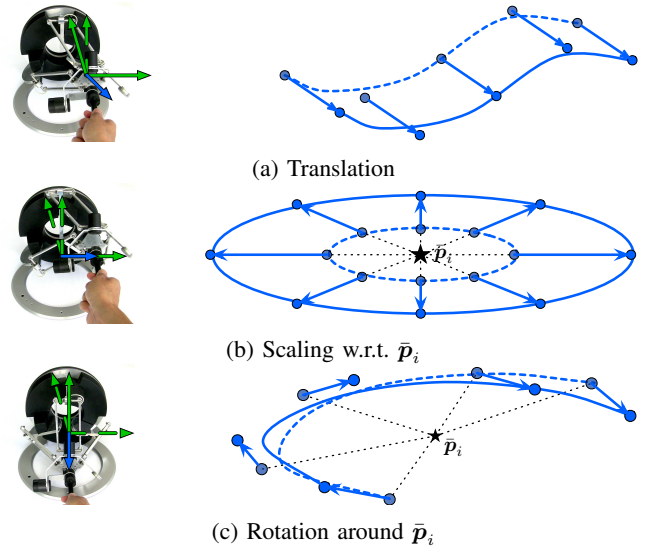 (a) Translation
p̄ᵢ
(b) Scaling w.r.t. p̄ᵢ
p̄ᵢ
(c) Rotation around p̄ᵢ